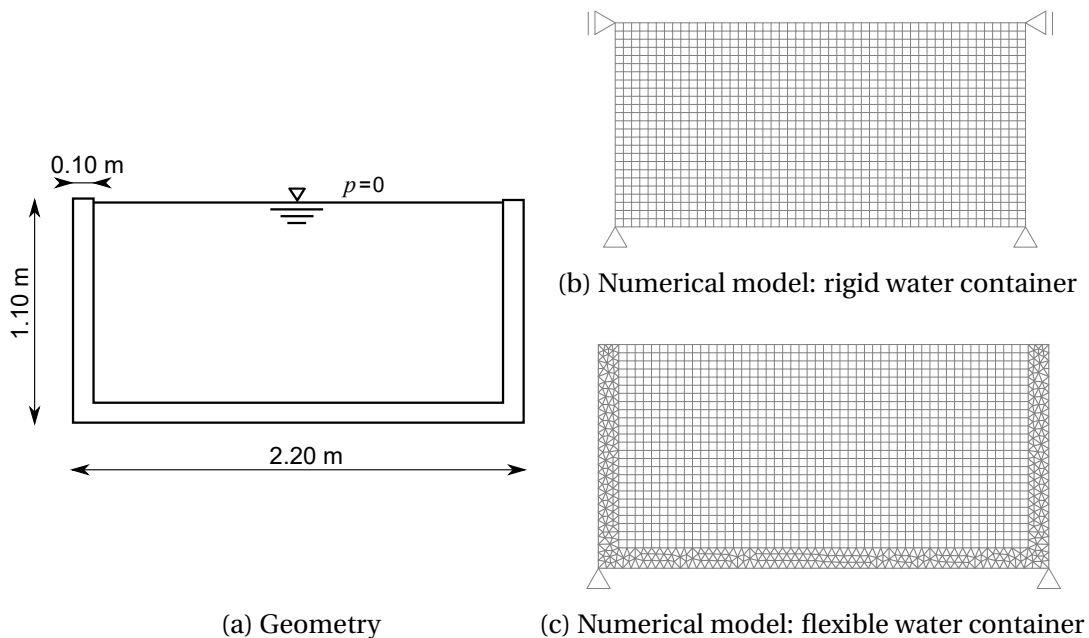 0.10 m
p=0
1.10 m
2.20 m
(a) Geometry
(b) Numerical model: rigid water container
(c) Numerical model: flexible water container